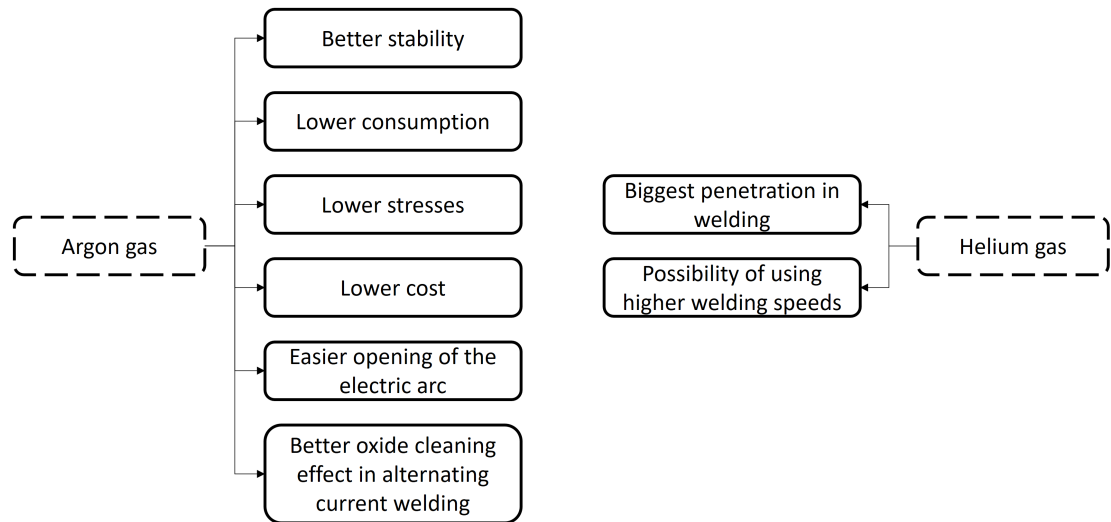 Argon gas
Better stability
Lower consumption
Lower stresses
Lower cost
Easier opening of the
electric arc
Better oxide cleaning
effect in alternating
current welding
Biggest penetration in
welding
Possibility of using
higher welding speeds
Helium gas